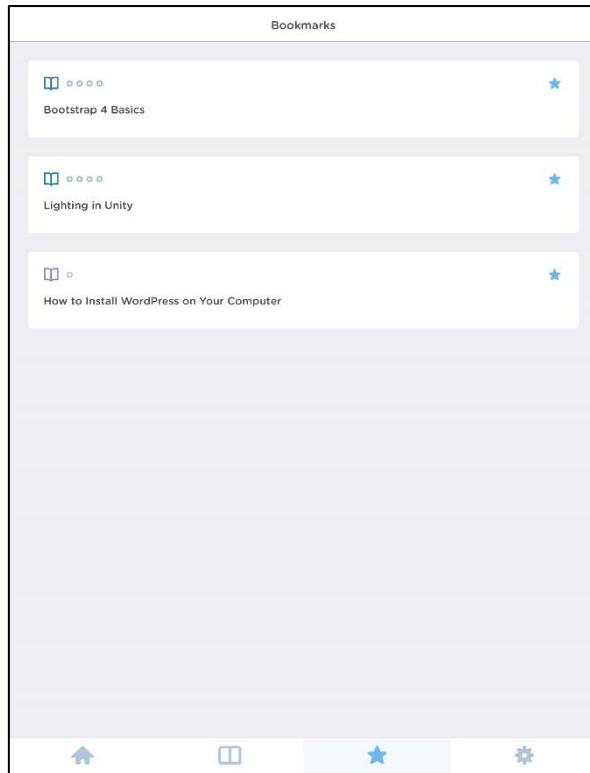 Bookmarks
Bootstrap 4 Basics
Lighting in Unity
How to Install WordPress on Your Computer